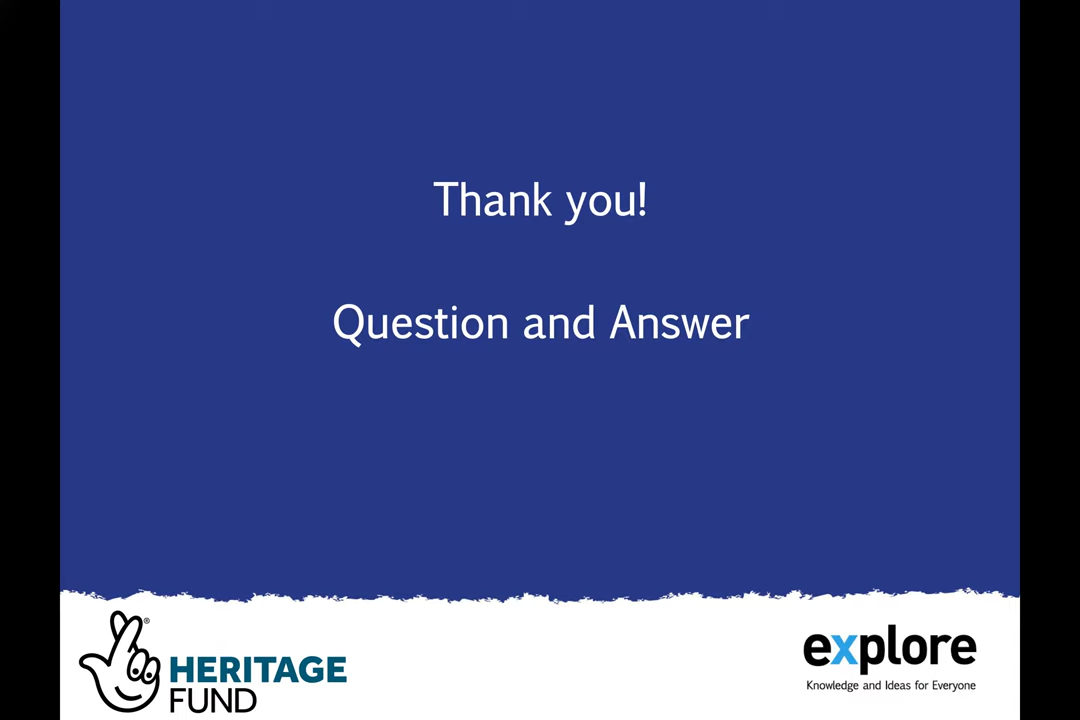 Thank you!
Question and Answer
HERITAGE
FUND
explore
Knowledge and Ideas for Everyone